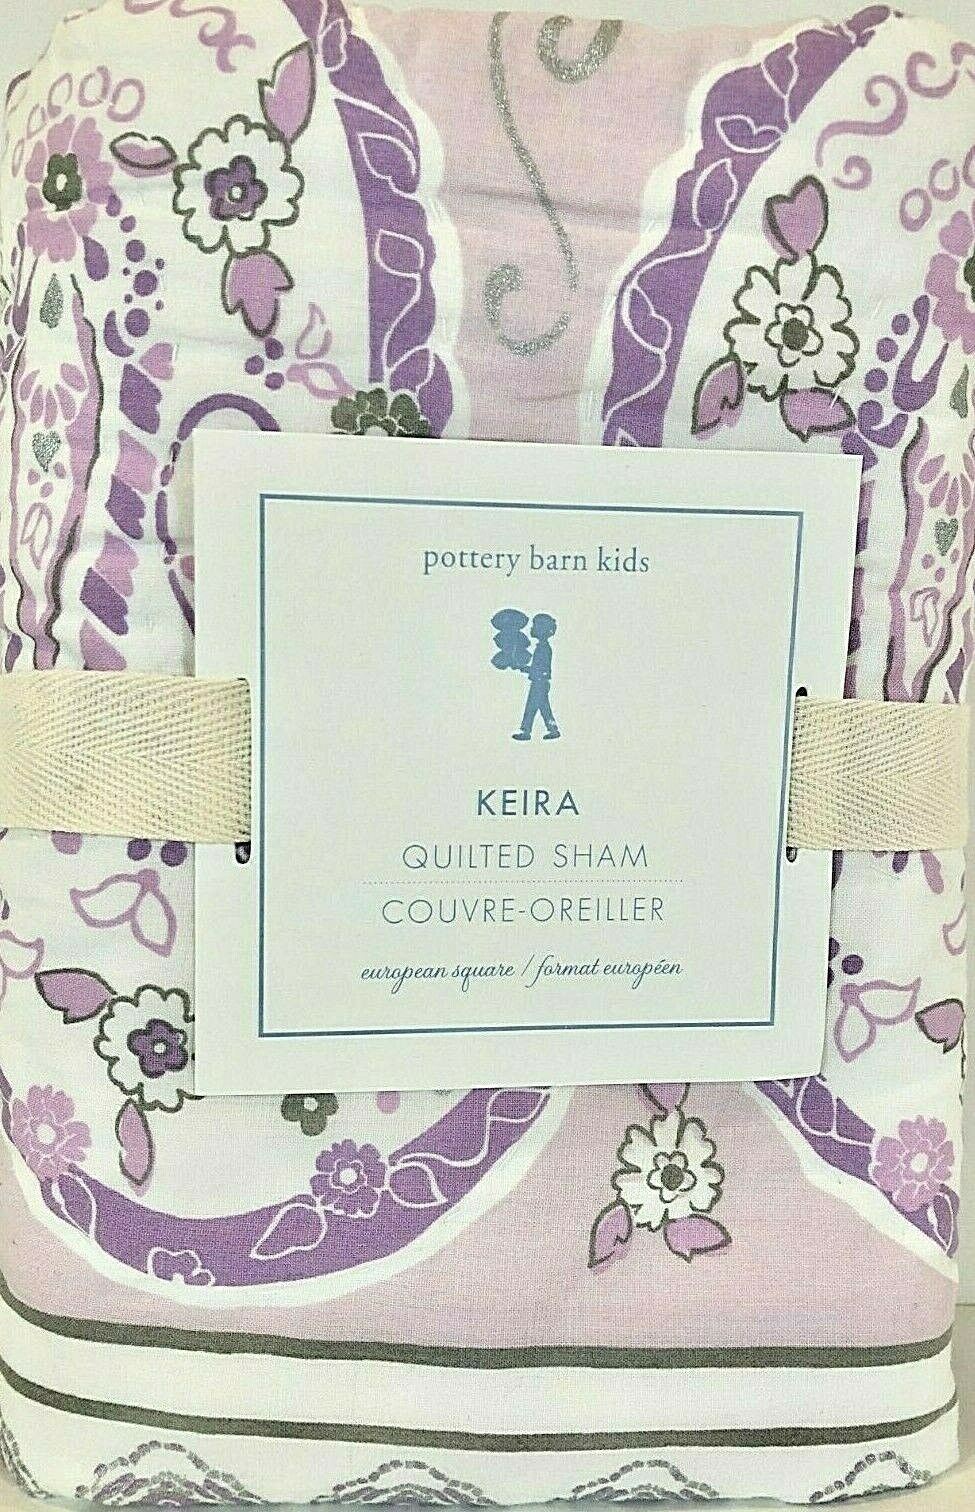 pottery barn kids
KEIRA
QUILTED SHAM
COUVRE-OREILLER
european square / format européen